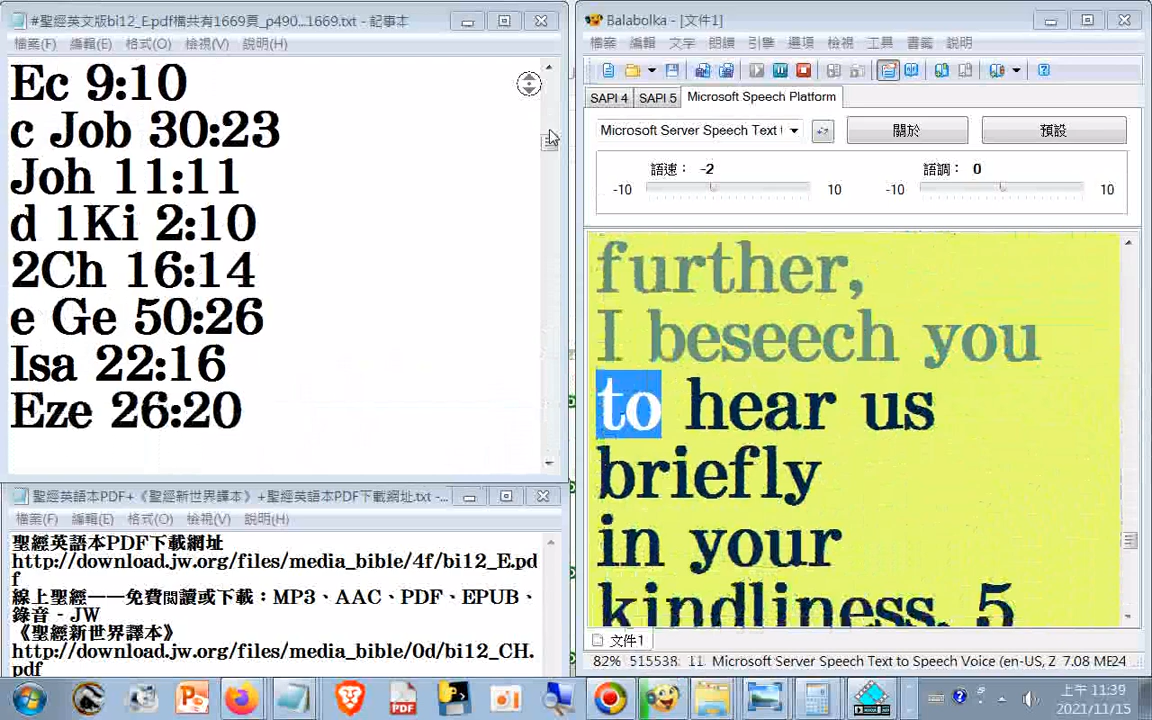 #聖經英文版bi12_Epdf檔共有1669頁_p490...1669.txt - 記事本
檔案(F) 編輯(E) 格式(O) 檢視(V) 說明(H)
Ec 9:10
c Job 30:23
Joh 11:11
d 1Ki 2:10
2Ch 16:14
e Ge 50:26
Isa 22:16
Eze 26:20
聖經英語本PDF+《聖經新世界譯本》+聖經英語本PDF下載網址.txt -...
檔案(F) 編輯(E) 格式(O) 檢視(V) 說明(H)
聖經英語本PDF下載網址
http://download.jw.org/files/media_bible/4f/bi12_E.pd
f
線上聖經——免費閱讀或下載：MP3、AAC、PDF、EPUB、
錄音 - JW
《聖經新世界譯本》
http://download.jw.org/files/media_bible/0d/bi12_CH.
pdf
Balabolka - [文件1]
檔案 編輯 文字 朗讀 引擎 選項 檢視 工具 書籤 說明
SAPI 4 SAPI 5 Microsoft Speech Platform
Microsoft Server Speech Text 關於 預設
語速： -2 語調： 0
-10 10 -10 10
further,
I beseech you
to hear us
briefly
in your
kindliness. 5
文件1
82% 515538: 11 Microsoft Server Speech Text to Speech Voice (en-US, Z 7.08 ME24
上午 11:39
2021/11/15